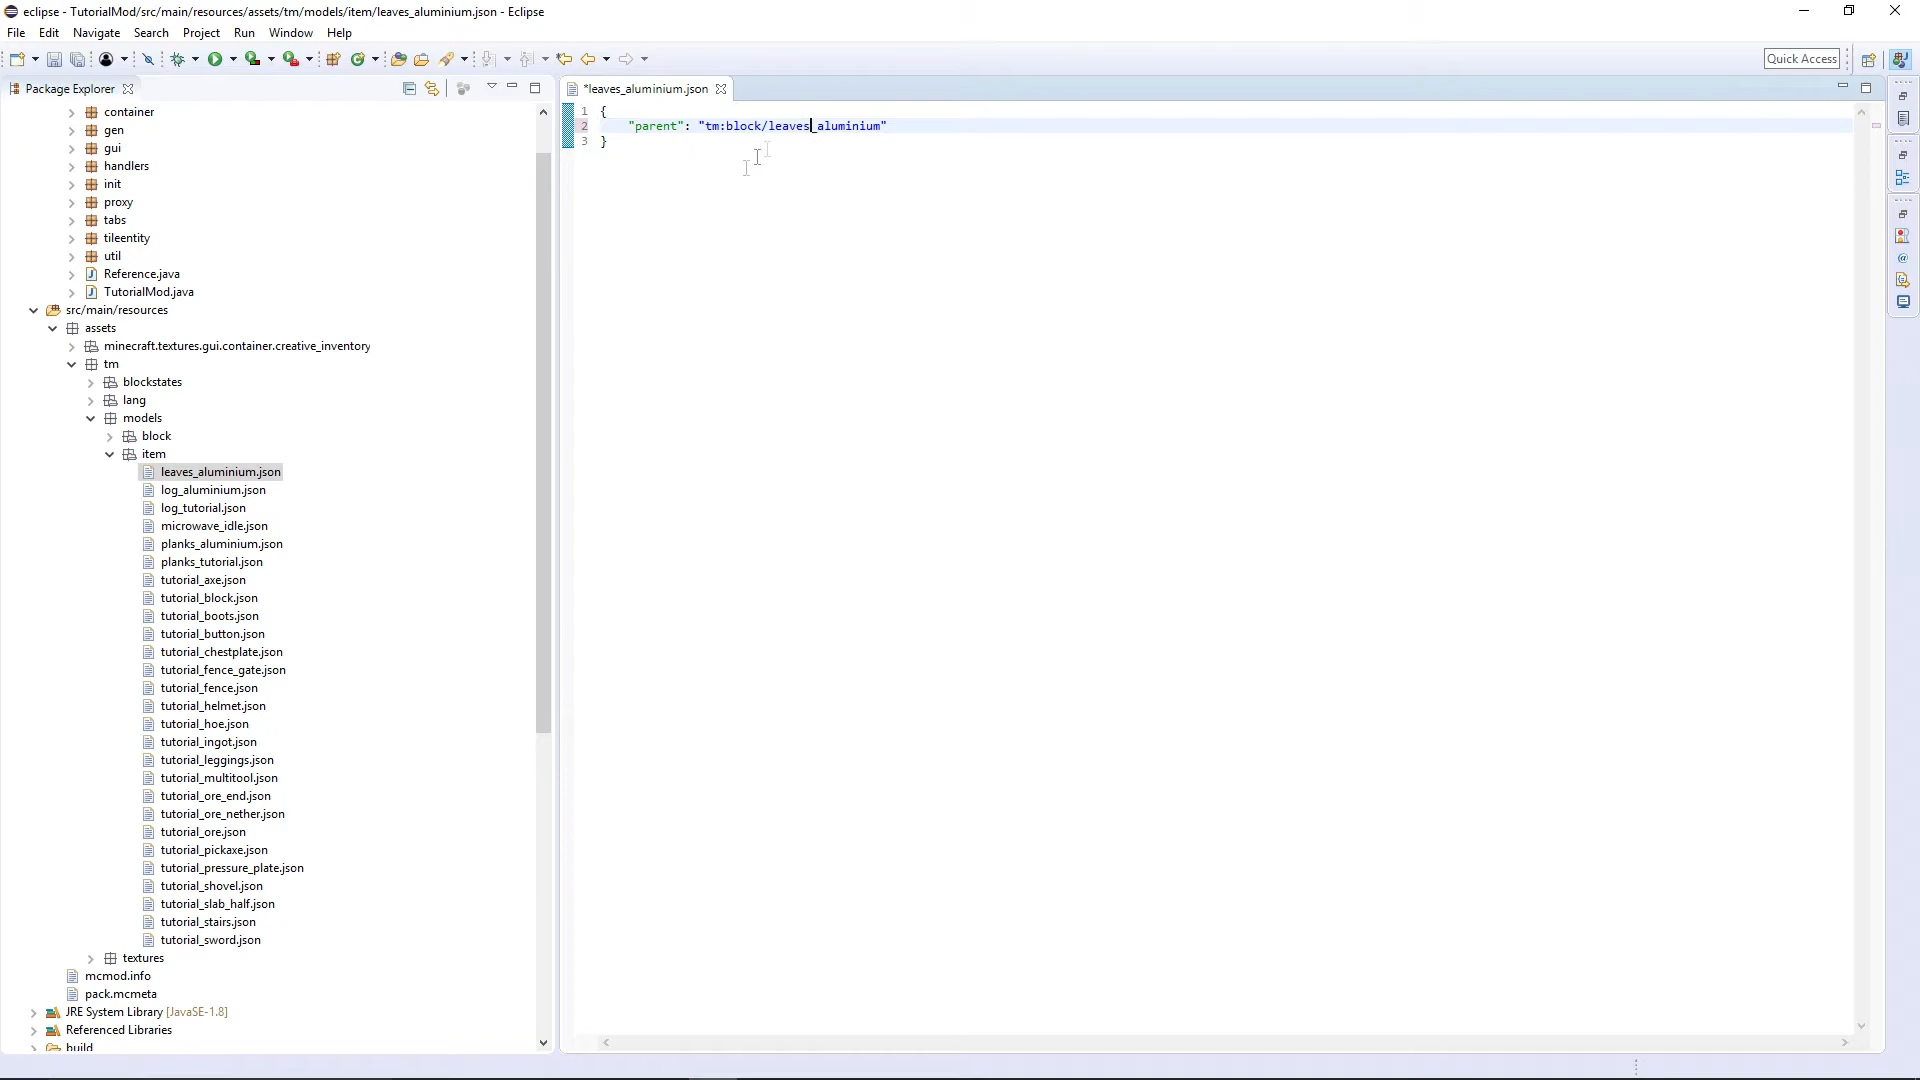 eclipse - TutorialMod/src/main/resources/assets/tm/models/item/leaves_aluminium.json - Eclipse
File Edit Navigate Search Project Run Window Help
Quick Access
Package Explorer
*leaves_aluminium.json
container
gen
gui
handlers
init
proxy
tabs
tileentity
util
Reference.java
TutorialMod.java
src/main/resources
assets
minecraft.textures.gui.container.creative_inventory
tm
blockstates
lang
models
block
item
leaves_aluminium.json
log_aluminium.json
log_tutorial.json
microwave_idle.json
planks_aluminium.json
planks_tutorial.json
tutorial_axe.json
tutorial_block.json
tutorial_boots.json
tutorial_button.json
tutorial_chestplate.json
tutorial_fence_gate.json
tutorial_fence.json
tutorial_helmet.json
tutorial_hoe.json
tutorial_ingot.json
tutorial_leggings.json
tutorial_multitool.json
tutorial_ore_end.json
tutorial_ore_nether.json
tutorial_ore.json
tutorial_pickaxe.json
tutorial_pressure_plate.json
tutorial_shovel.json
tutorial_slab_half.json
tutorial_stairs.json
tutorial_sword.json
textures
mcmod.info
pack.mcmeta
JRE System Library [JavaSE-1.8]
Referenced Libraries
build
1 {
2 "parent": "tm:block/leaves_aluminium"
3 }